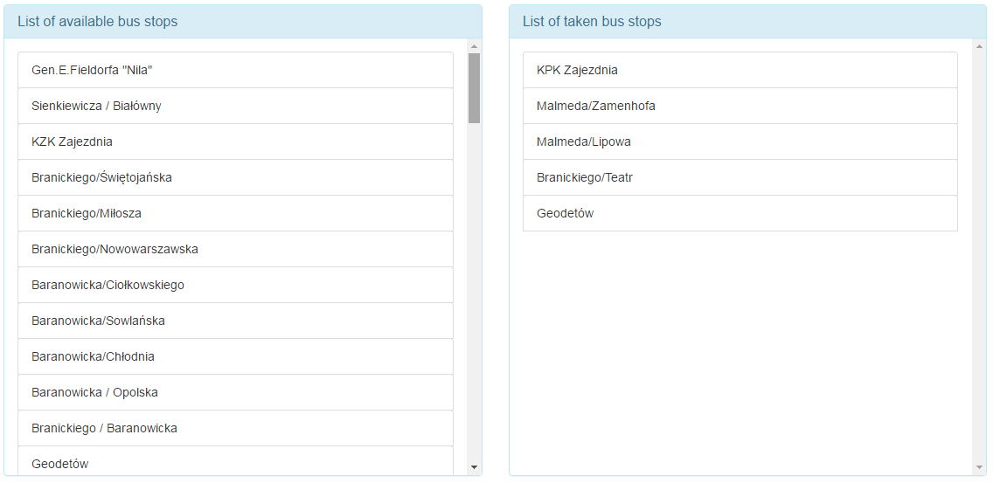 List of available bus stops
Gen.E.Fieldorfa "Nila"
Sienkiewicza / Białówny
KZK Zajezdnia
Branickiego/Świętojańska
Branickiego/Miłosza
Branickiego/Nowowarszawska
Baranowicka/Ciołkowskiego
Baranowicka/Sowlańska
Baranowicka/Chłodnia
Baranowicka / Opolska
Branickiego / Baranowicka
Geodetów
List of taken bus stops
KPK Zajezdnia
Malmeda/Zamenhofa
Malmeda/Lipowa
Branickiego/Teatr
Geodetów